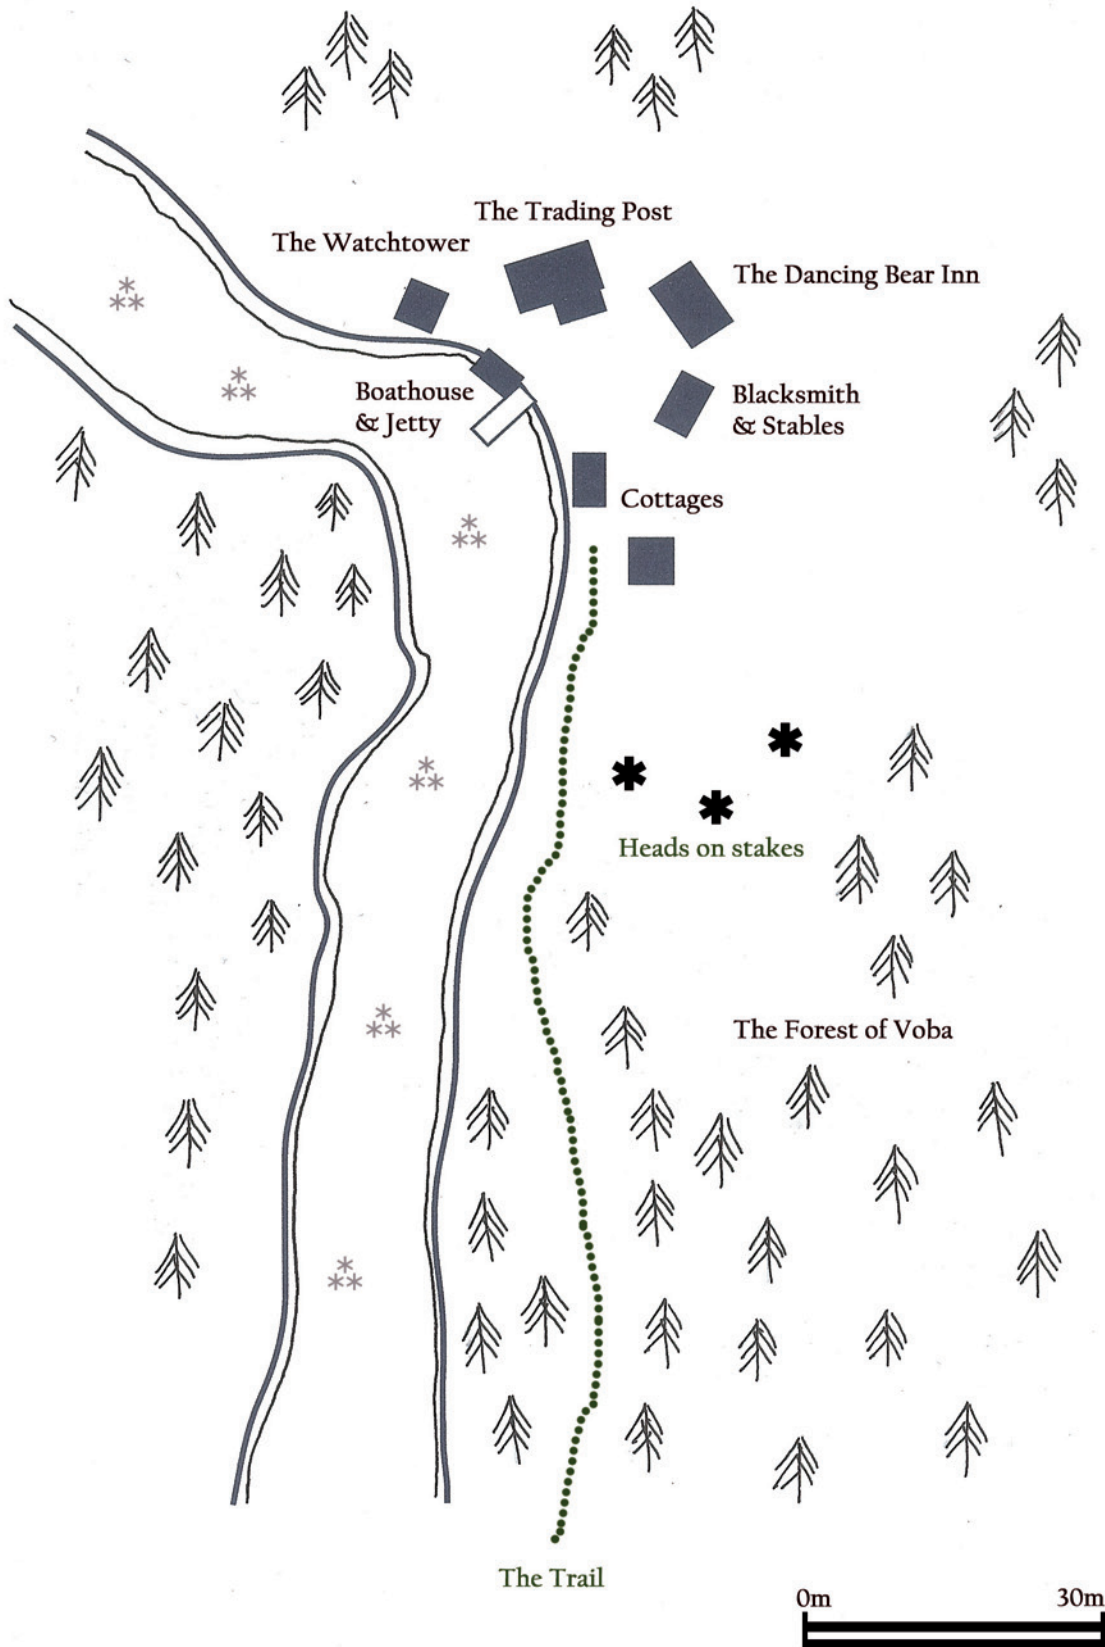 The Trading Post
The Watchtower
The Dancing Bear Inn
Boathouse
& Jetty
Blacksmith
& Stables
Cottages
Heads on stakes
The Forest of Voba
The Trail
0m
30m